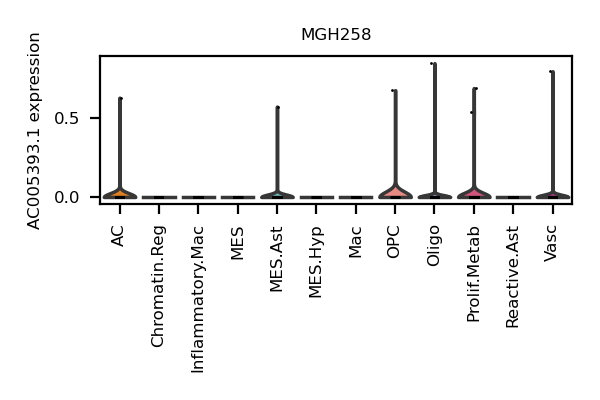 MGH258
AC005393.1 expression
0.5
0.0
AC
Chromatin.Reg
Inflammatory.Mac
MES
MES.Ast
MES.Hyp
Mac
OPC
Oligo
Prolif.Metab
Reactive.Ast
Vasc